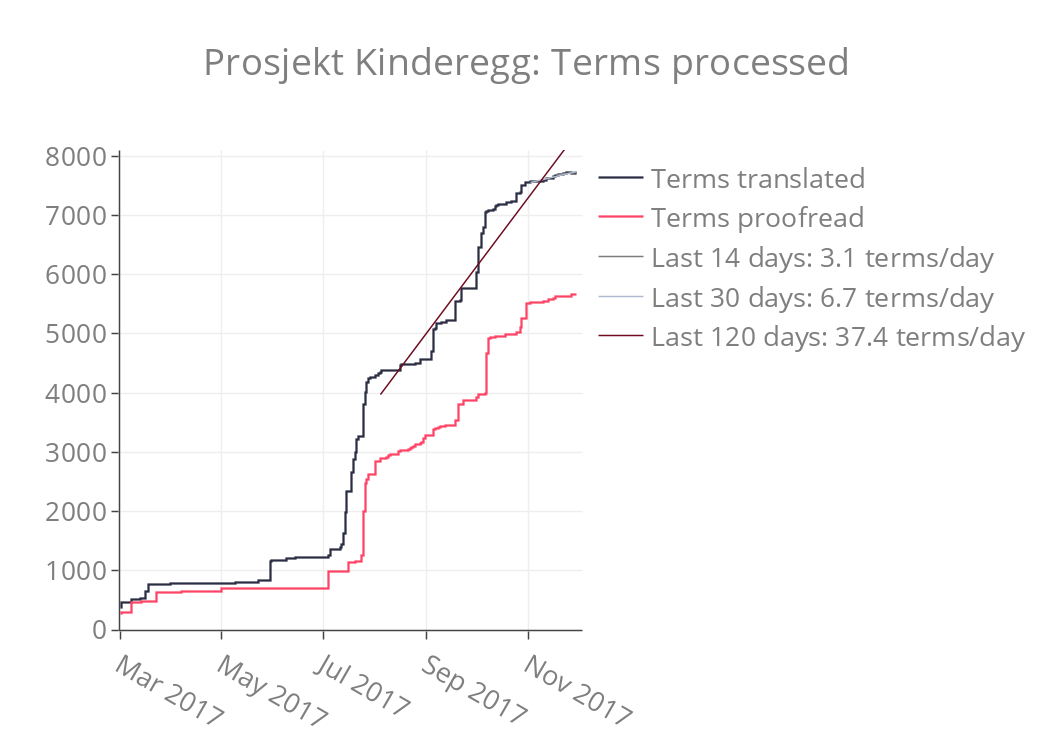 Prosjekt Kinderegg: Terms processed
8000
7000
6000
5000
4000
3000
2000
1000
0
Mar 2017
May 2017
Jul 2017
Sep 2017
Nov 2017
Terms translated
Terms proofread
Last 14 days: 3.1 terms/day
Last 30 days: 6.7 terms/day
Last 120 days: 37.4 terms/day